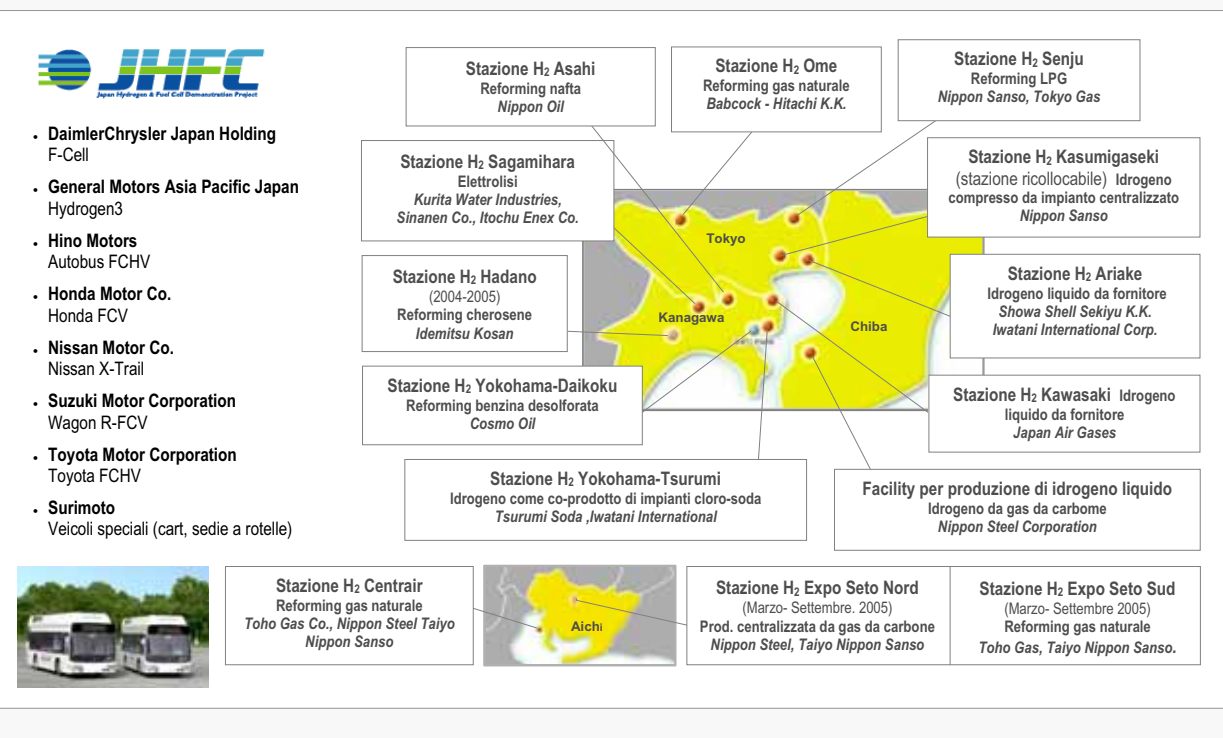 JHFC
Japan Hydrogen & Fuel Cell Demonstration Project
• DaimlerChrysler Japan Holding
F-Cell
• General Motors Asia Pacific Japan
Hydrogen3
• Hino Motors
Autobus FCHV
• Honda Motor Co.
Honda FCV
• Nissan Motor Co.
Nissan X-Trail
• Suzuki Motor Corporation
Wagon R-FCV
• Toyota Motor Corporation
Toyota FCHV
• Surimoto
Veicoli speciali (cart, sedie a rotelle)
Stazione H2 Asahi
Reforming nafta
Nippon Oil
Stazione H2 Ome
Reforming gas naturale
Babcock - Hitachi K.K.
Stazione H2 Senju
Reforming LPG
Nippon Sanso, Tokyo Gas
Stazione H2 Sagamihara
Elettrolisi
Kurita Water Industries,
Sinanen Co., Itochu Enex Co.
Stazione H2 Kasumigaseki
(stazione ricollocabile) Idrogeno
compresso da impianto centralizzato
Nippon Sanso
Stazione H2 Hadano
(2004-2005)
Reforming cherosene
Idemitsu Kosan
Tokyo
Kanagawa
Chiba
Stazione H2 Ariake
Idrogeno liquido da fornitore
Showa Shell Sekiyu K.K.
Iwatani International Corp.
Stazione H2 Yokohama-Daikoku
Reforming benzina desolforata
Cosmo Oil
Stazione H2 Kawasaki Idrogeno
liquido da fornitore
Japan Air Gases
Stazione H2 Yokohama-Tsurumi
Idrogeno come co-prodotto di impianti cloro-soda
Tsurumi Soda ,Iwatani International
Facility per produzione di idrogeno liquido
Idrogeno da gas da carbome
Nippon Steel Corporation
Stazione H2 Centrair
Reforming gas naturale
Toho Gas Co., Nippon Steel Taiyo
Nippon Sanso
Aichi
Stazione H2 Expo Seto Nord
(Marzo- Settembre. 2005)
Prod. centralizzata da gas da carbone
Nippon Steel, Taiyo Nippon Sanso
Stazione H2 Expo Seto Sud
(Marzo- Settembre 2005)
Reforming gas naturale
Toho Gas, Taiyo Nippon Sanso.